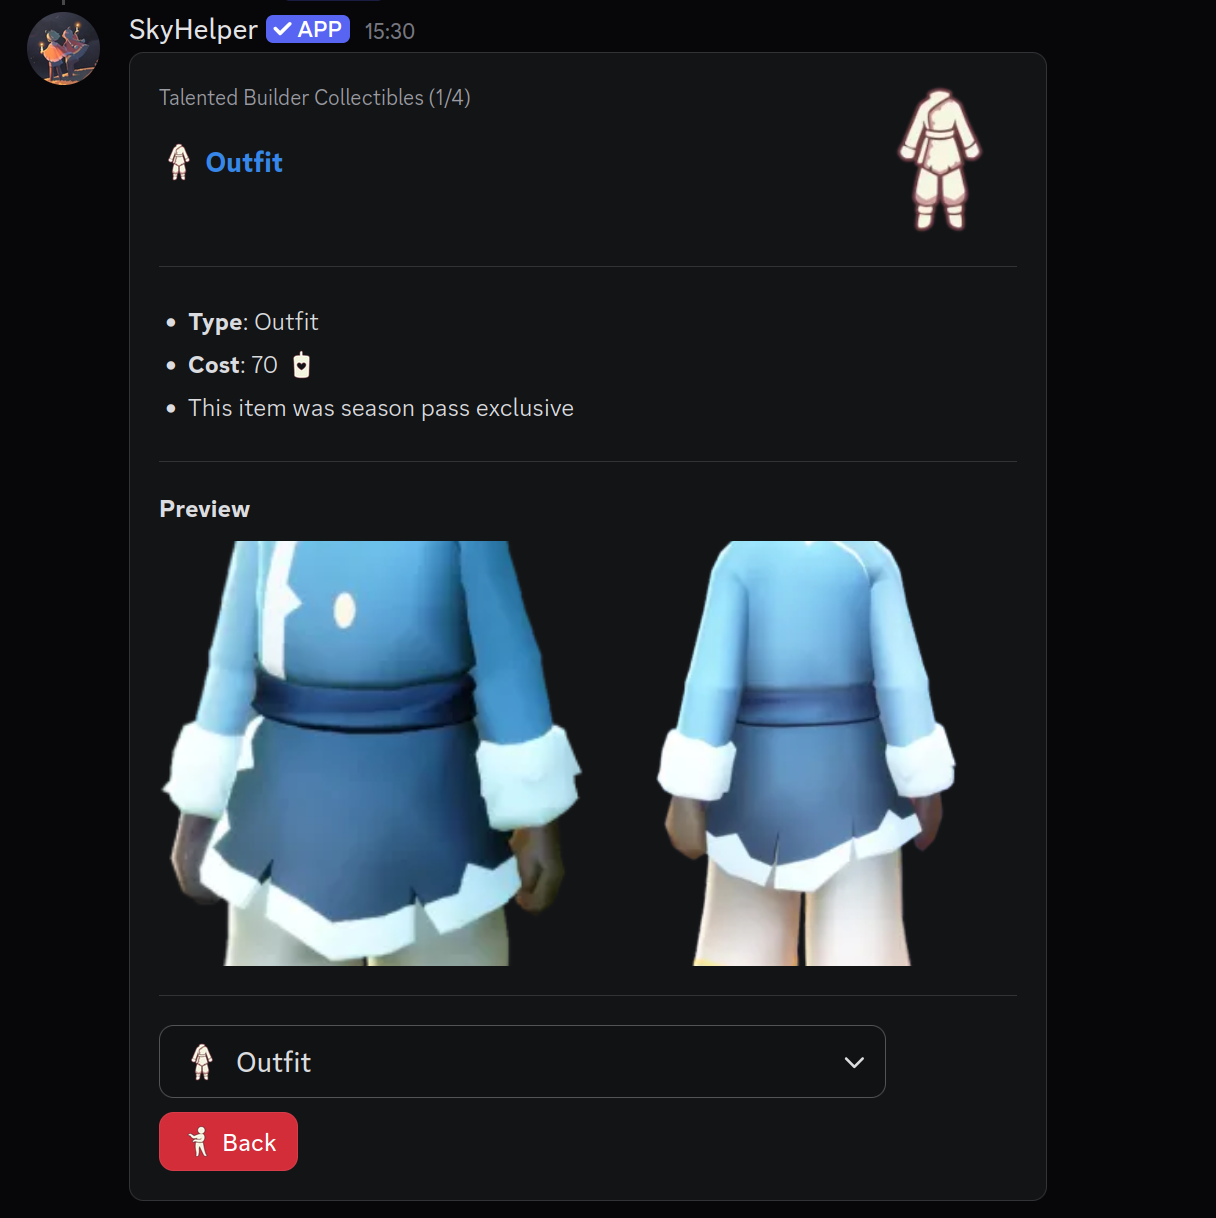 SkyHelper APP 15:30
Talented Builder Collectibles (1/4)
Outfit
• Type: Outfit
• Cost: 70
• This item was season pass exclusive
Preview
Outfit
Back